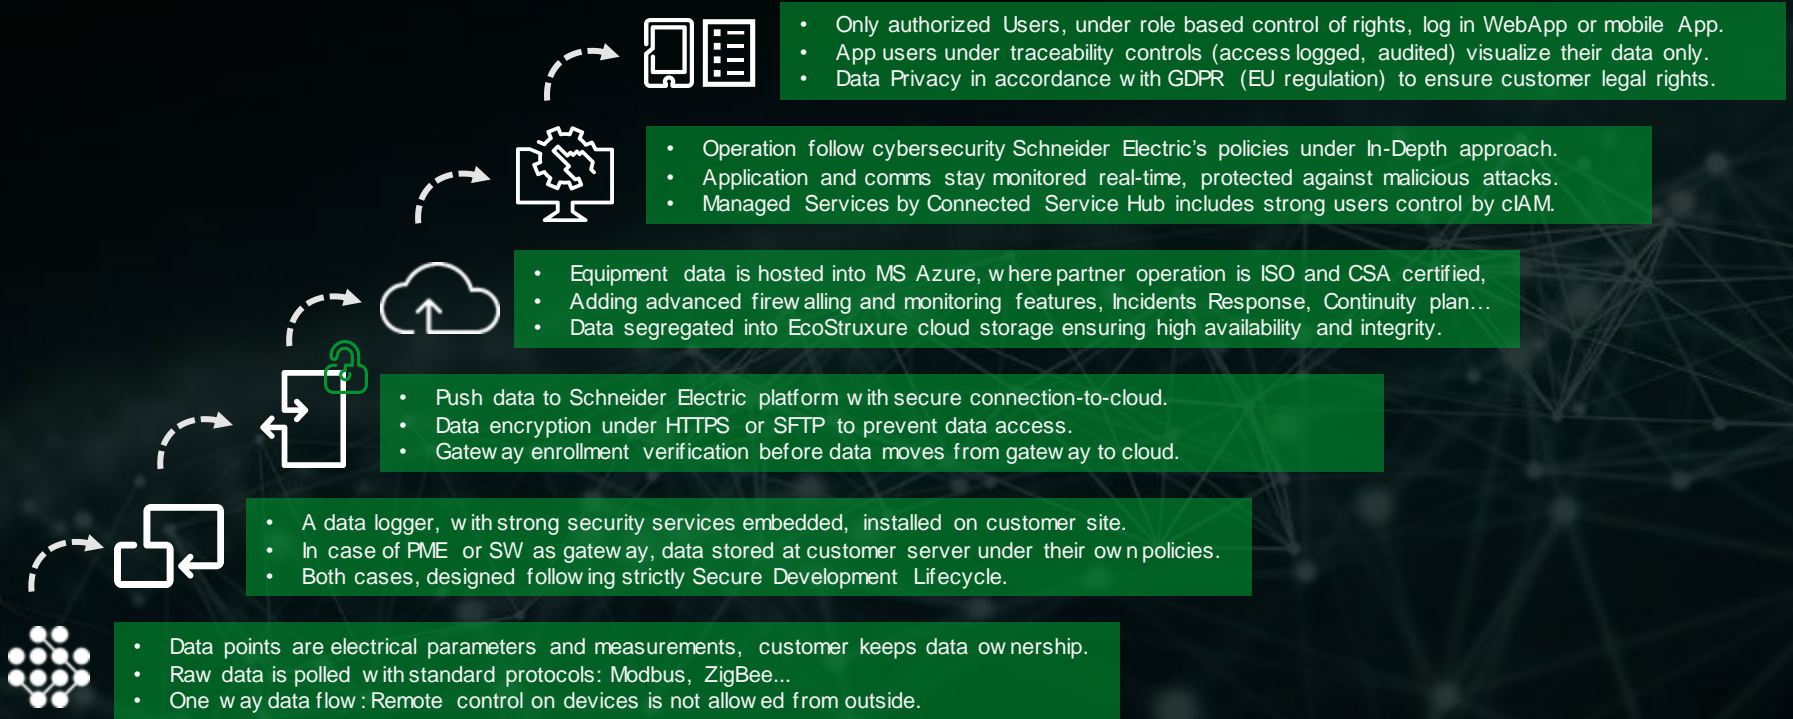 • Only authorized Users, under role based control of rights, log in WebApp or mobile App.
• App users under traceability controls (access logged, audited) visualize their data only.
• Data Privacy in accordance with GDPR (EU regulation) to ensure customer legal rights.
• Operation follow cybersecurity Schneider Electric’s policies under In-Depth approach.
• Application and comms stay monitored real-time, protected against malicious attacks.
• Managed Services by Connected Service Hub includes strong users control by cIAM.
• Equipment data is hosted into MS Azure, where partner operation is ISO and CSA certified,
• Adding advanced firewalling and monitoring features, Incidents Response, Continuity plan…
• Data segregated into EcoStruxure cloud storage ensuring high availability and integrity.
• Push data to Schneider Electric platform with secure connection-to-cloud.
• Data encryption under HTTPS or SFTP to prevent data access.
• Gateway enrollment verification before data moves from gateway to cloud.
• A data logger, with strong security services embedded, installed on customer site.
• In case of PME or SW as gateway, data stored at customer server under their own policies.
• Both cases, designed following strictly Secure Development Lifecycle.
• Data points are electrical parameters and measurements, customer keeps data ownership.
• Raw data is polled with standard protocols: Modbus, ZigBee...
• One way data flow: Remote control on devices is not allowed from outside.